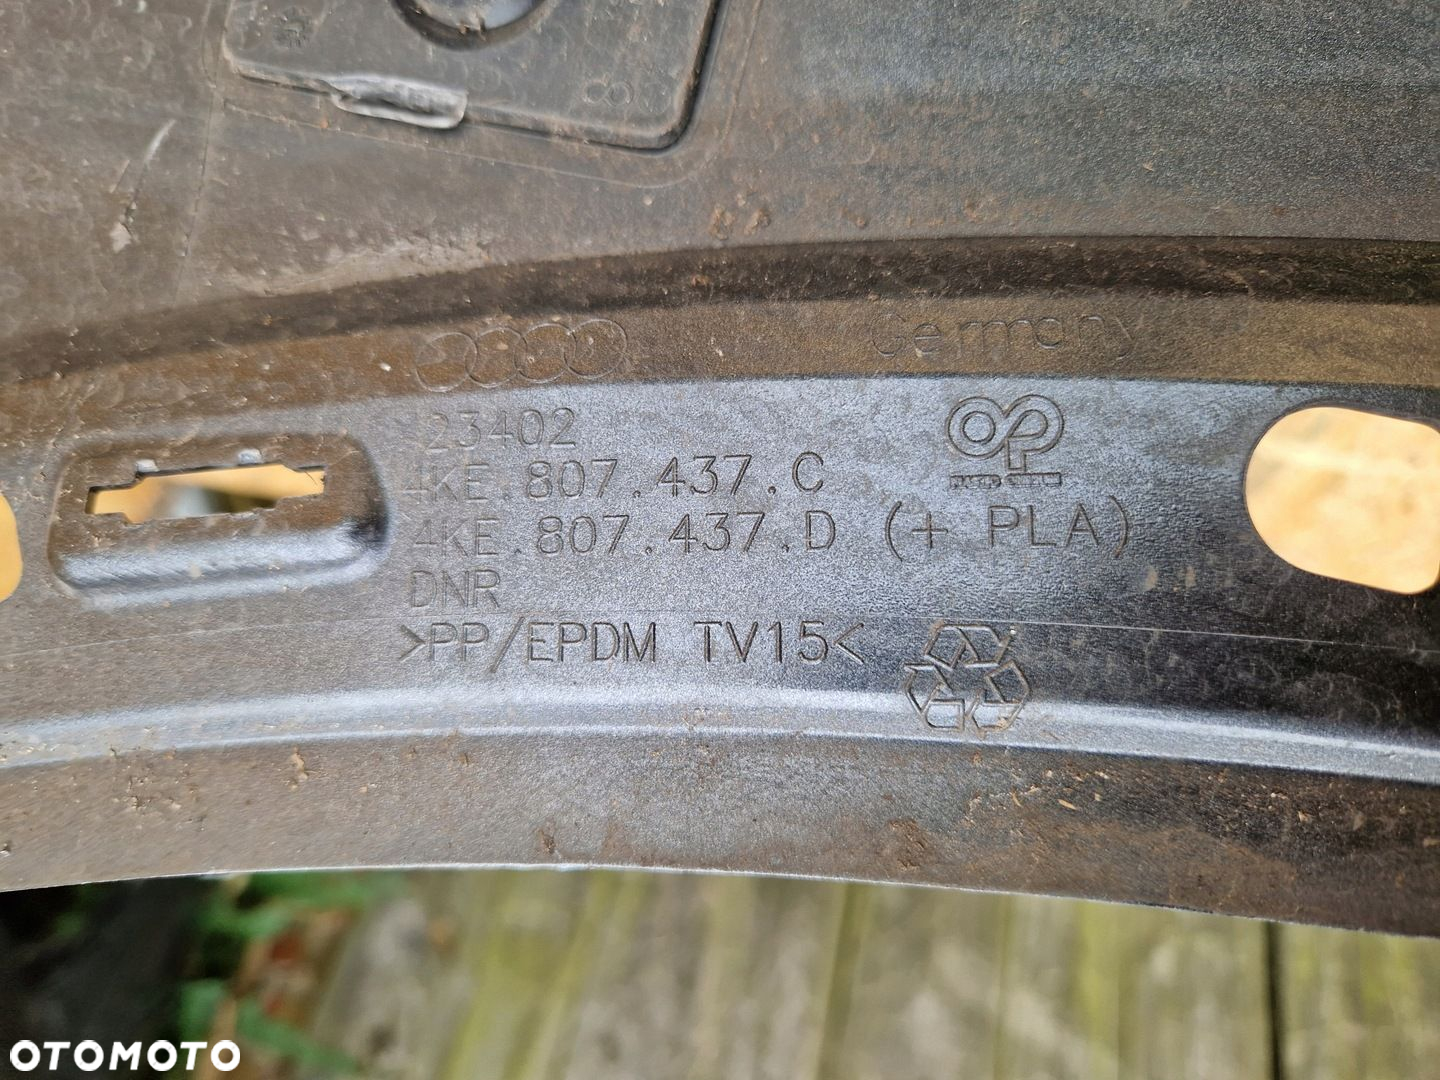 Germany
23402
4KE.807.437.C
4KE.807.437.D (+ PLA)
DNR
>PP/EPDM TV15<
OTOMOTO